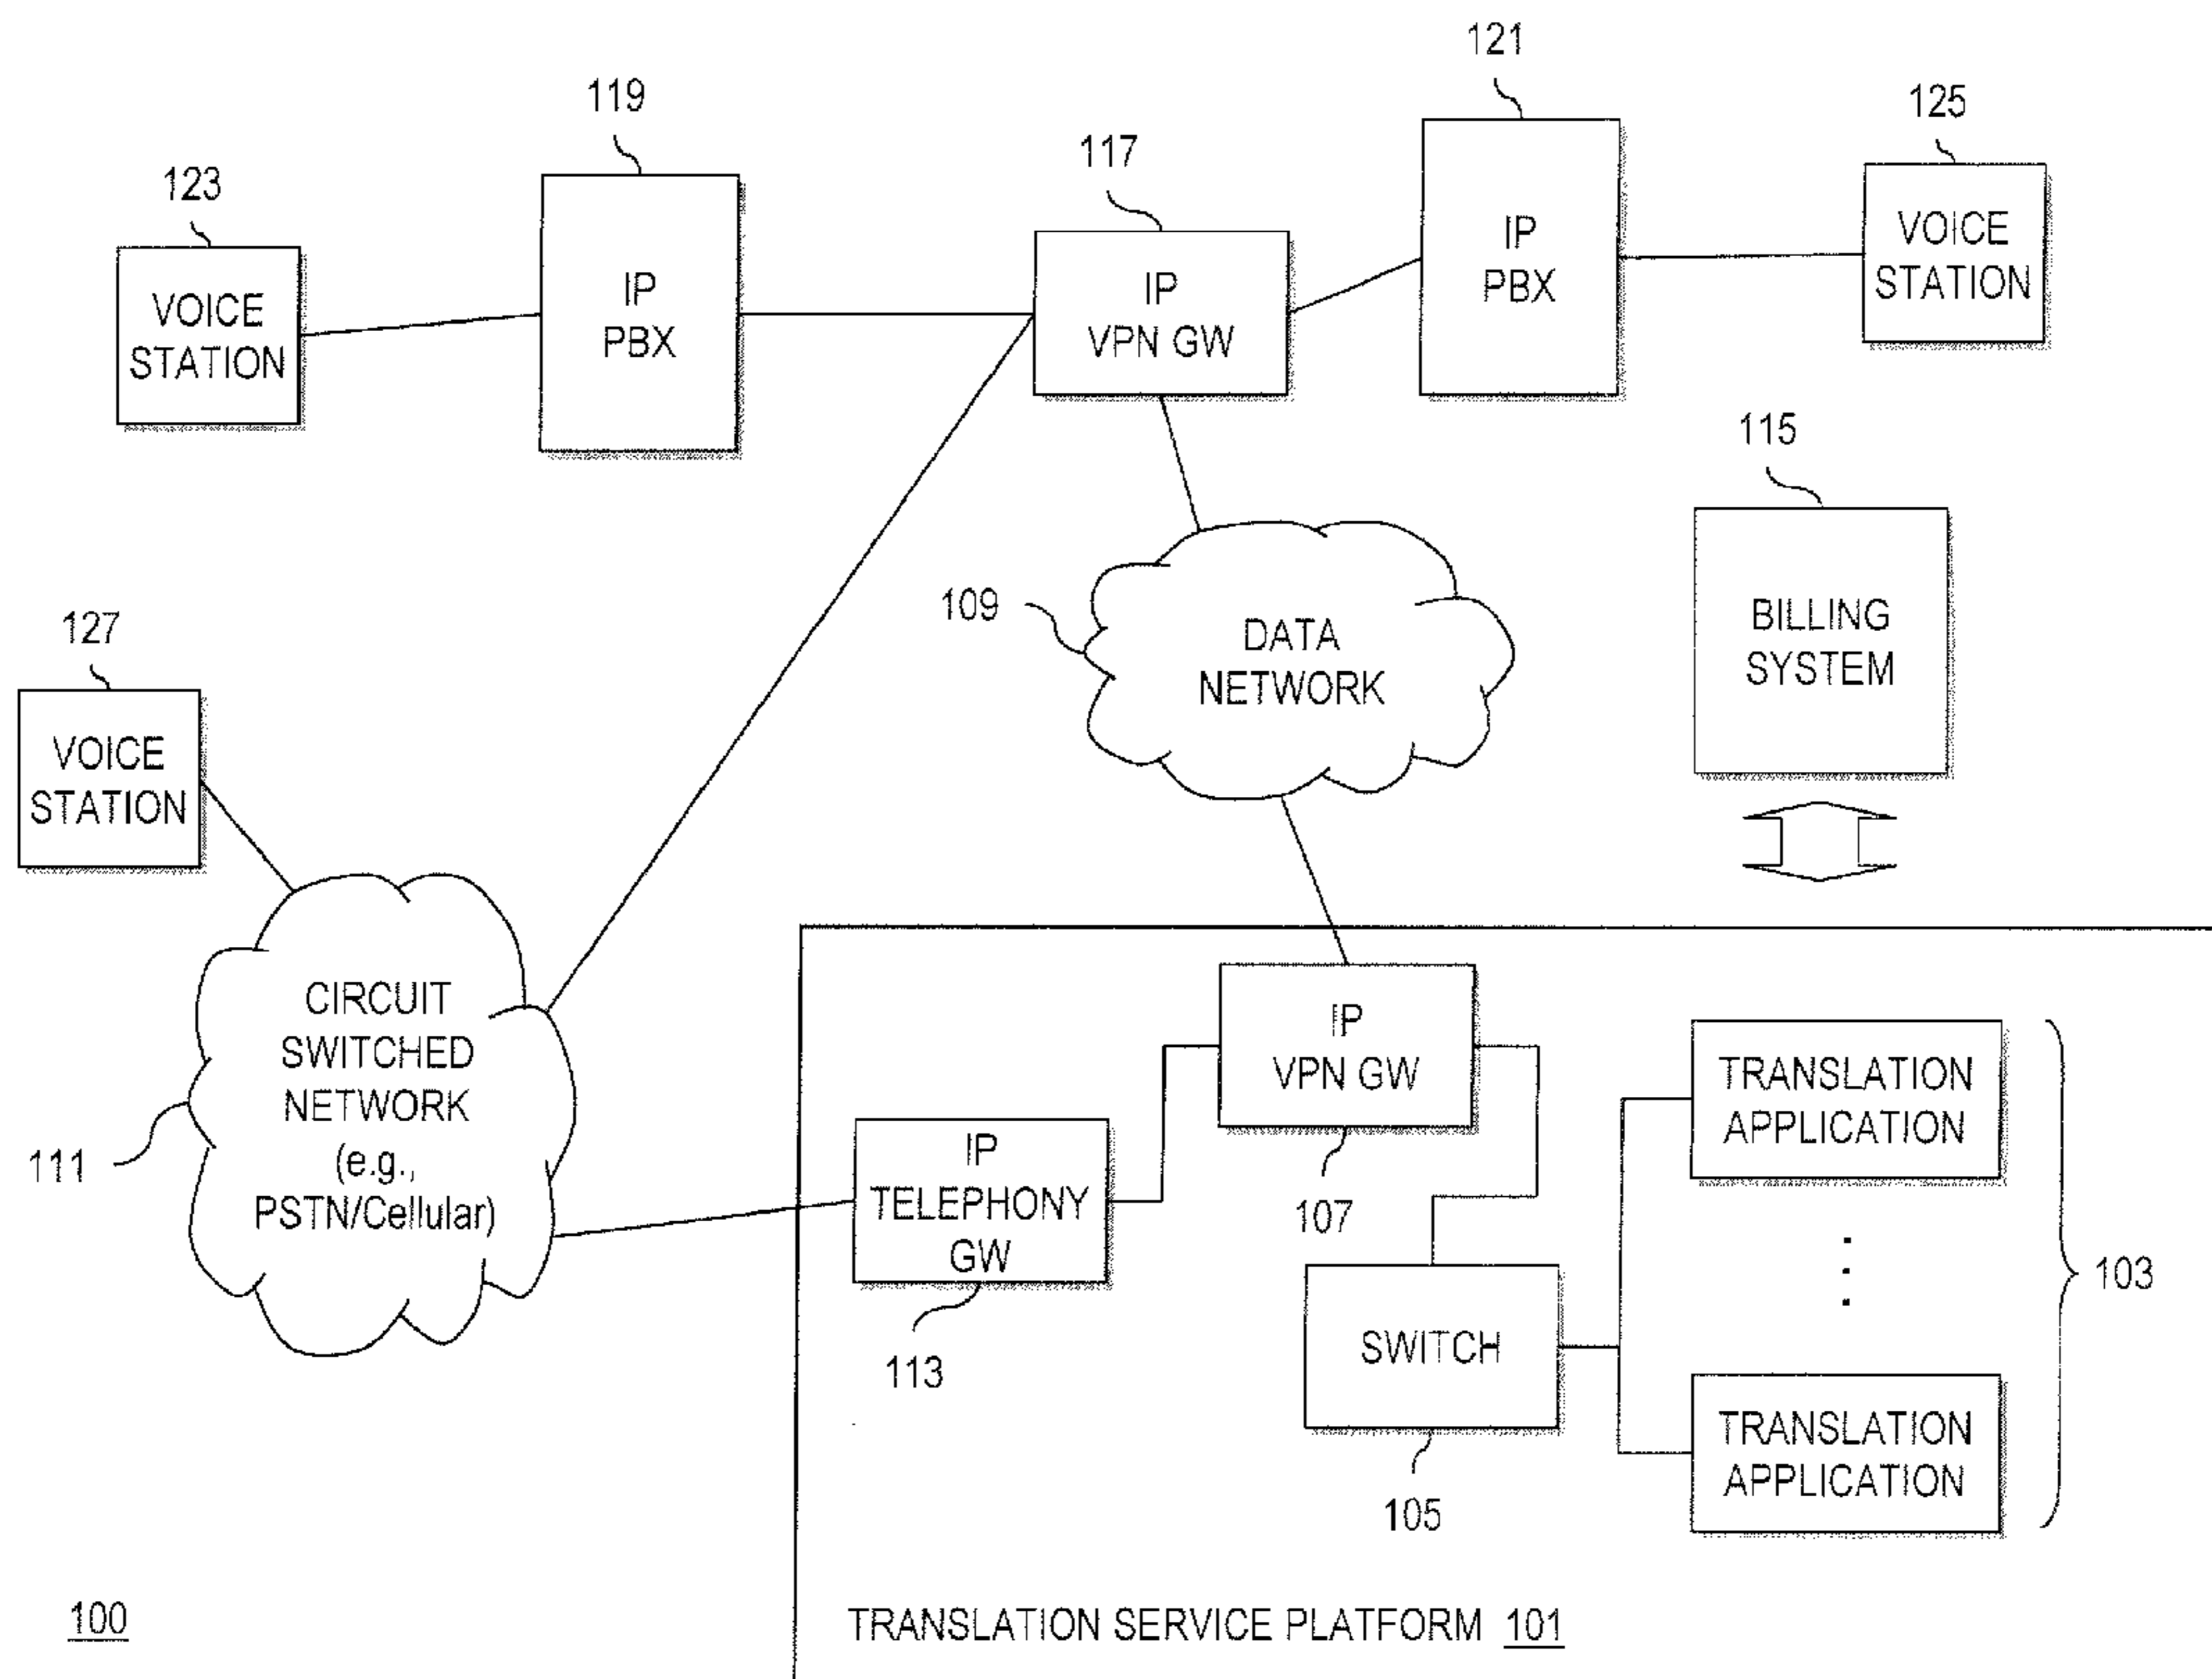 121
119
125
117
123
IP
PBX
VOICE
STATION
IP
PBX
IP
VPN GW
VOICE
STATION
115
109
DATA
NETWORK
BILLING
SYSTEM
127
VOICE
STATION
CIRCUIT
SWITCHED
NETWORK
(e.g.,
PSTN/Cellular)
111
IP
VPN GW
107
IP
TELEPHONY
GW
113
TRANSLATION
APPLICATION
103
SWITCH
105
TRANSLATION
APPLICATION
100
TRANSLATION SERVICE PLATFORM 101